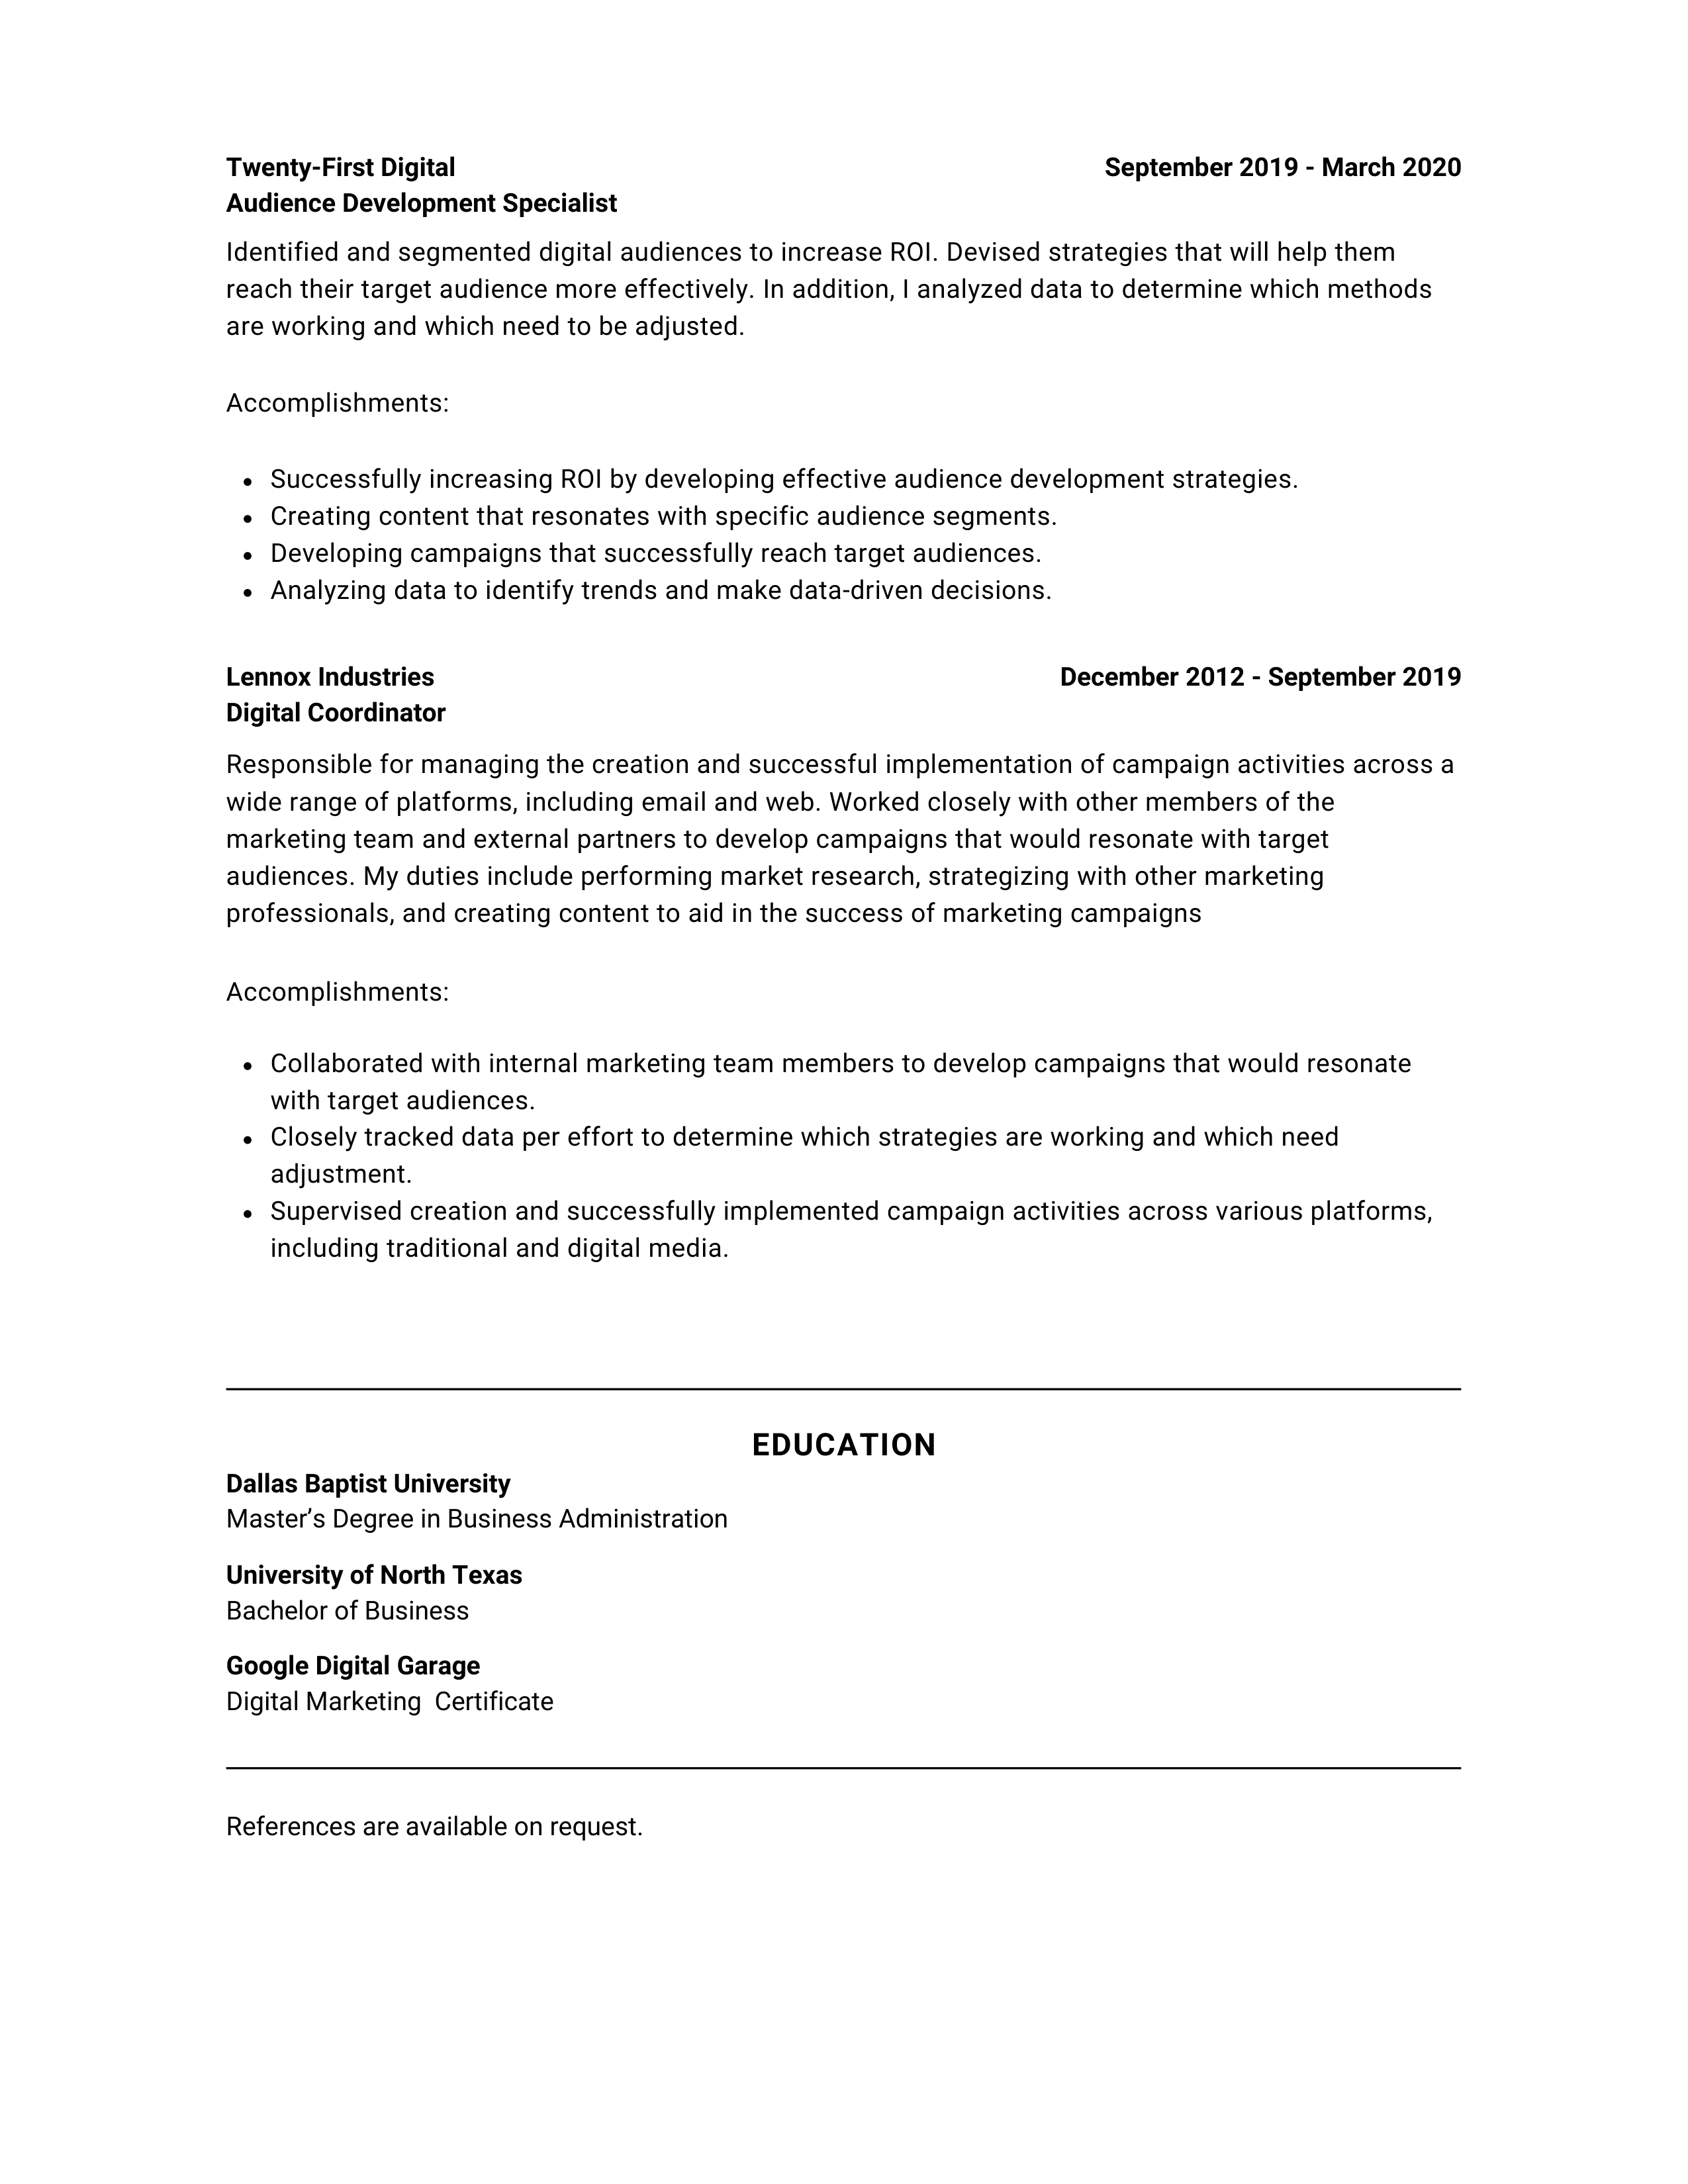 Twenty-First Digital September 2019 - March 2020
Audience Development Specialist
Identified and segmented digital audiences to increase ROI. Devised strategies that will help them
reach their target audience more effectively. In addition, I analyzed data to determine which methods
are working and which need to be adjusted.
Accomplishments:
• Successfully increasing ROI by developing effective audience development strategies.
• Creating content that resonates with specific audience segments.
• Developing campaigns that successfully reach target audiences.
• Analyzing data to identify trends and make data-driven decisions.
Lennox Industries December 2012 - September 2019
Digital Coordinator
Responsible for managing the creation and successful implementation of campaign activities across a
wide range of platforms, including email and web. Worked closely with other members of the
marketing team and external partners to develop campaigns that would resonate with target
audiences. My duties include performing market research, strategizing with other marketing
professionals, and creating content to aid in the success of marketing campaigns
Accomplishments:
• Collaborated with internal marketing team members to develop campaigns that would resonate
with target audiences.
• Closely tracked data per effort to determine which strategies are working and which need
adjustment.
• Supervised creation and successfully implemented campaign activities across various platforms,
including traditional and digital media.
EDUCATION
Dallas Baptist University
Master’s Degree in Business Administration
University of North Texas
Bachelor of Business
Google Digital Garage
Digital Marketing  Certificate
References are available on request.